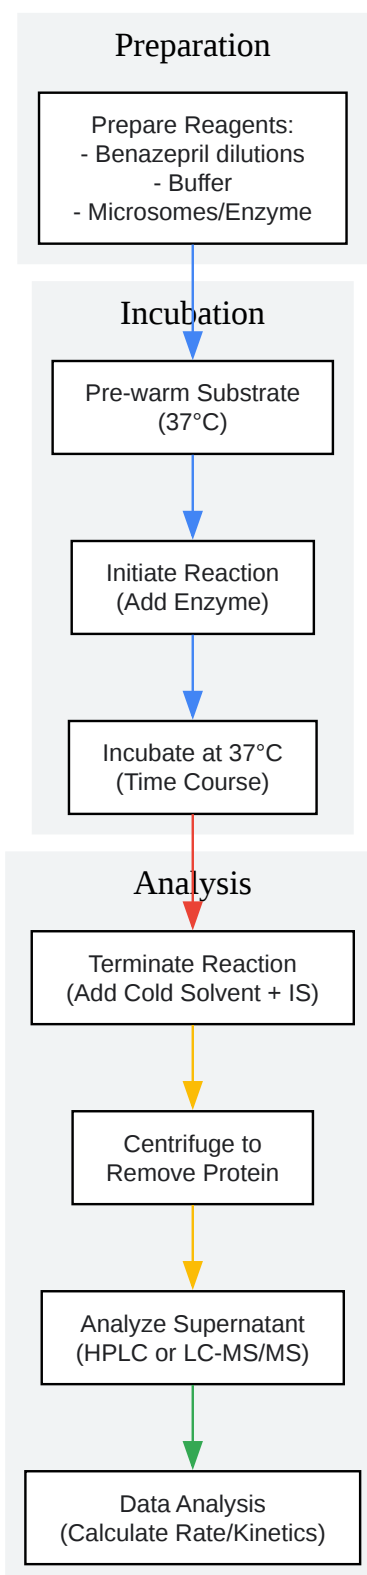 Preparation
Prepare Reagents:
- Benazepril dilutions
- Buffer
- Microsomes/Enzyme
Incubation
Pre-warm Substrate
(37°C)
Initiate Reaction
(Add Enzyme)
Incubate at 37°C
(Time Course)
Analysis
Terminate Reaction
(Add Cold Solvent + IS)
Centrifuge to
Remove Protein
Analyze Supernatant
(HPLC or LC-MS/MS)
Data Analysis
(Calculate Rate/Kinetics)